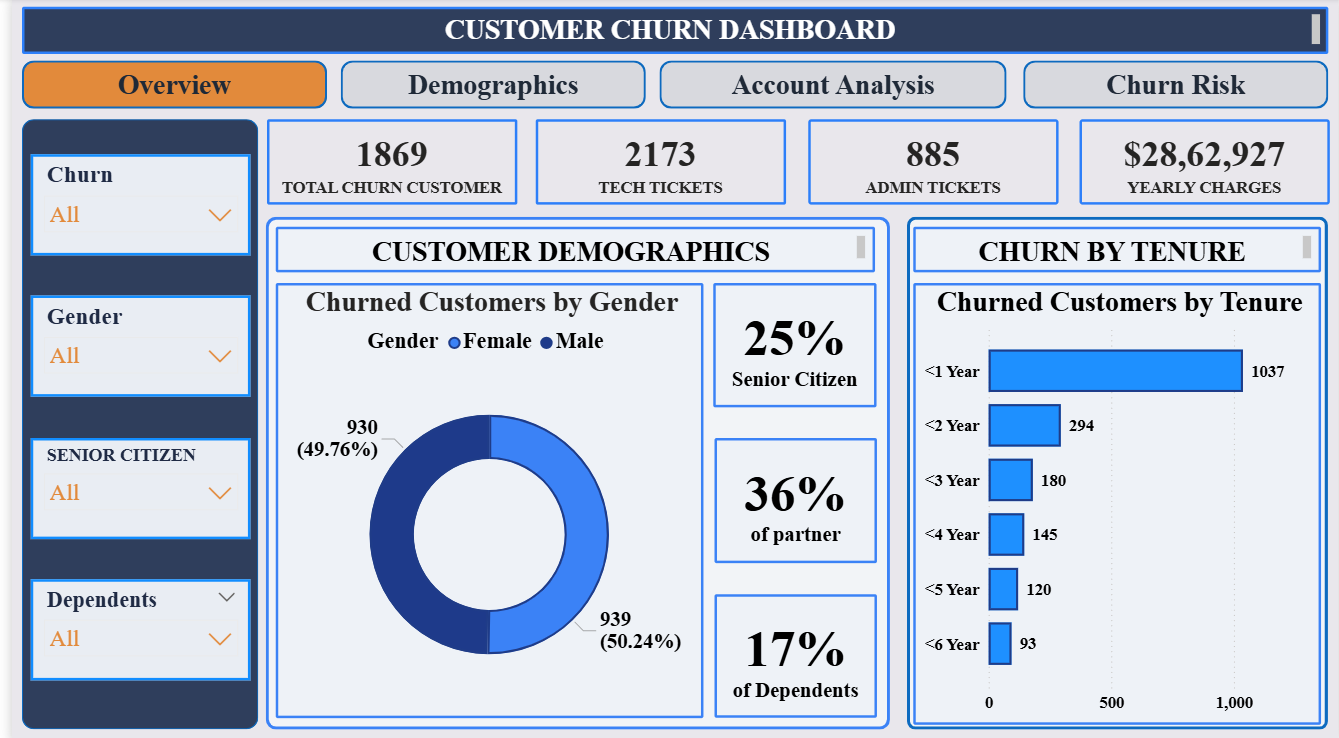 CUSTOMER CHURN DASHBOARD
Overview
Demographics
Account Analysis
Churn Risk
Churn
All
Gender
All
SENIOR CITIZEN
All
Dependents
All
1869
TOTAL CHURN CUSTOMER
2173
TECH TICKETS
885
ADMIN TICKETS
$28,62,927
YEARLY CHARGES
CUSTOMER DEMOGRAPHICS
Churned Customers by Gender
Gender Female Male
930
(49.76%)
939
(50.24%)
25%
Senior Citizen
36%
of partner
17%
of Dependents
CHURN BY TENURE
Churned Customers by Tenure
<1 Year 1037
<2 Year 294
<3 Year 180
<4 Year 145
<5 Year 120
<6 Year 93
0 500 1,000